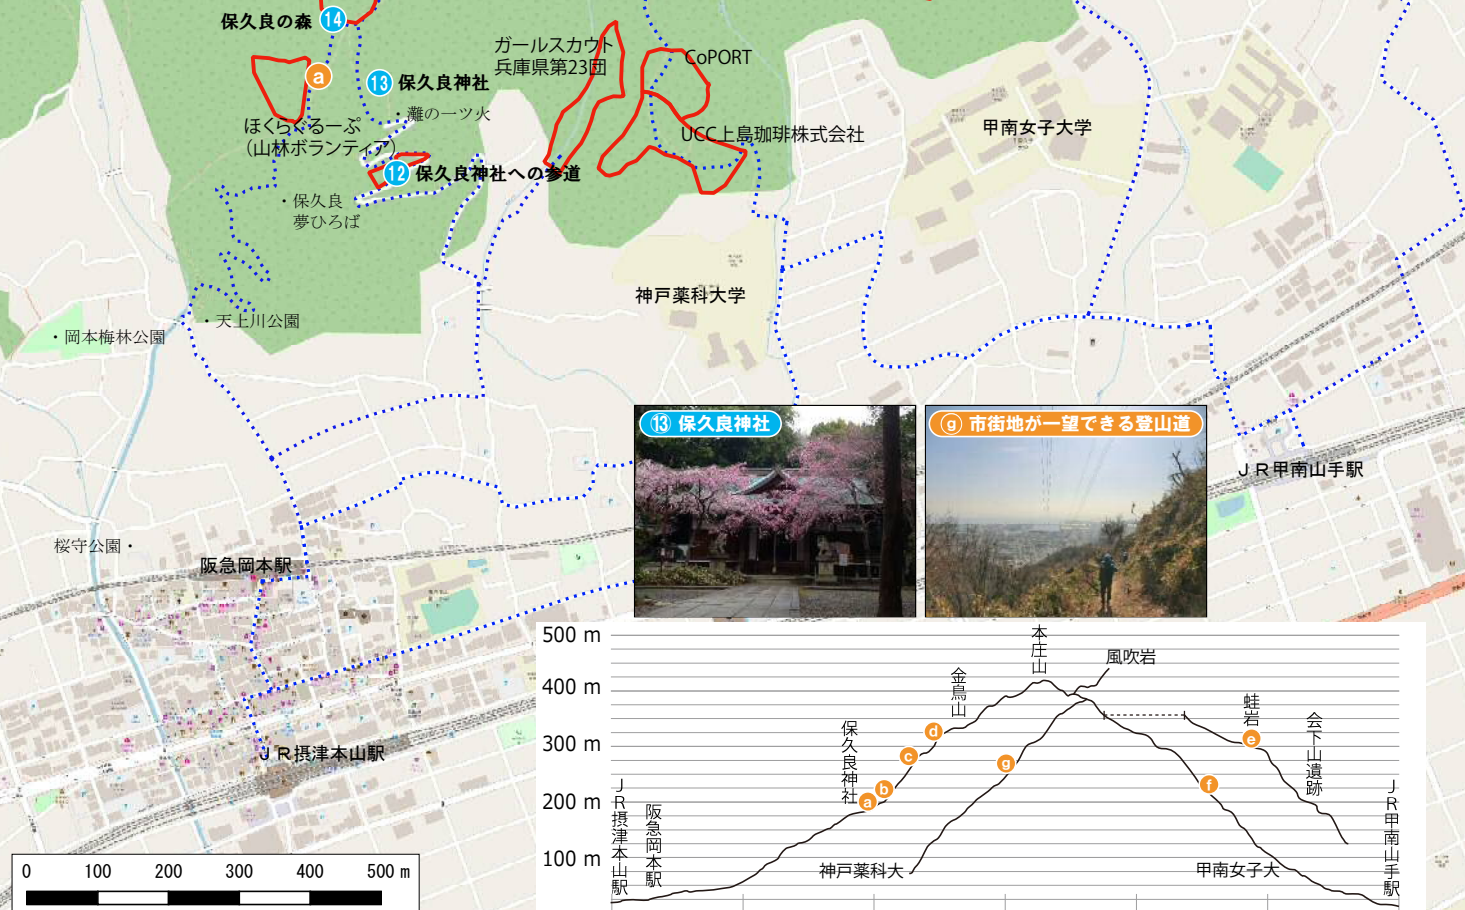 保久良の森 14
a
13 保久良神社
・灘の一ツ火
ほくらぐるーぷ
（山林ボランティア）
12 保久良神社への参道
・保久良
夢ひろば
ガールスカウト
兵庫県第23団
CoPORT
UCC上島珈琲株式会社
甲南女子大学
神戸薬科大学
・天上川公園
・岡本梅林公園
桜守公園・
阪急岡本駅
ＪＲ摂津本山駅
ＪＲ甲南山手駅
⑬ 保久良神社
ⓖ 市街地が一望できる登山道
500 m
400 m
300 m
200 m
100 m
ＪＲ摂津本山駅
阪急岡本駅
保久良神社
a
b
c
d
金鳥山
本庄山
風吹岩
g
神戸薬科大
蛙岩
e
会下山遺跡
f
甲南女子大
ＪＲ甲南山手駅
0 100 200 300 400 500 m